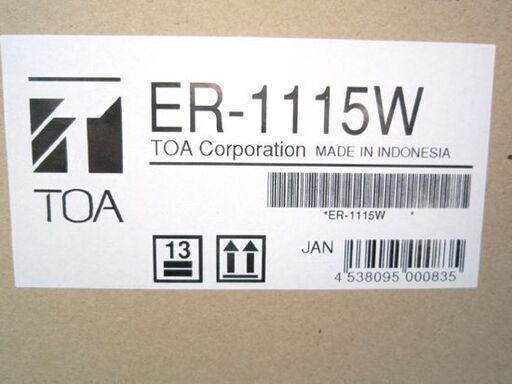 TOA
ER-1115W
TOA Corporation MADE IN INDONESIA
*ER-1115W *
13
JAN
4 538095 000835